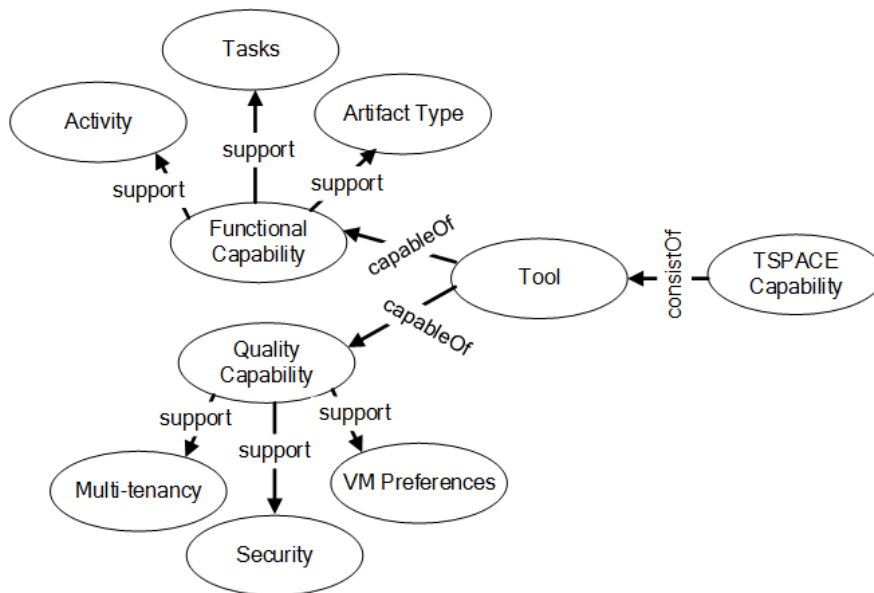 Tasks
Activity
Artifact Type
support
support
support
Functional
Capability
capableOf
Tool
consistOf
TSPACE
Capability
capableOf
Quality
Capability
support
support
support
Multi-tenancy
VM Preferences
Security